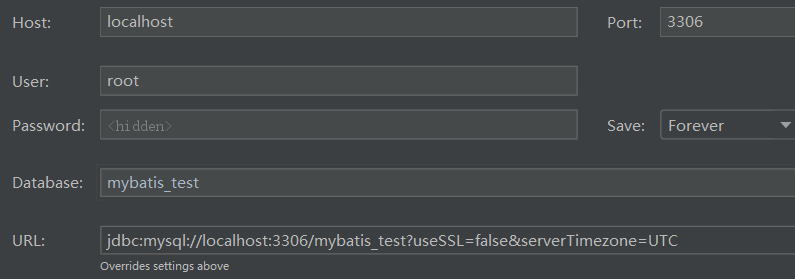 Host: localhost Port: 3306
User: root
Password: <hidden> Save: Forever
Database: mybatis_test
URL: jdbc:mysql://localhost:3306/mybatis_test?useSSL=false&serverTimezone=UTC
Overrides settings above